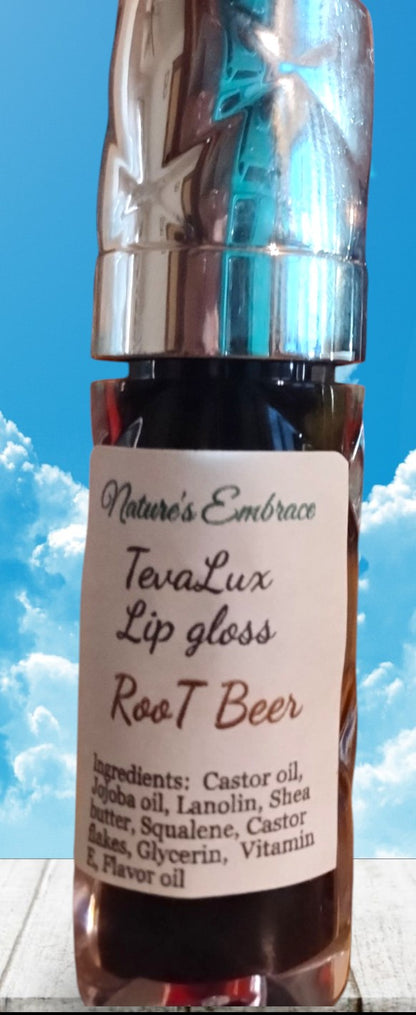 Nature's Embrace
TevaLux
Lip gloss
RooT Beer
Ingredients: Castor oil,
Jojoba oil, Lanolin, Shea
butter, Squalene, Castor
flakes, Glycerin, Vitamin
E, Flavor oil